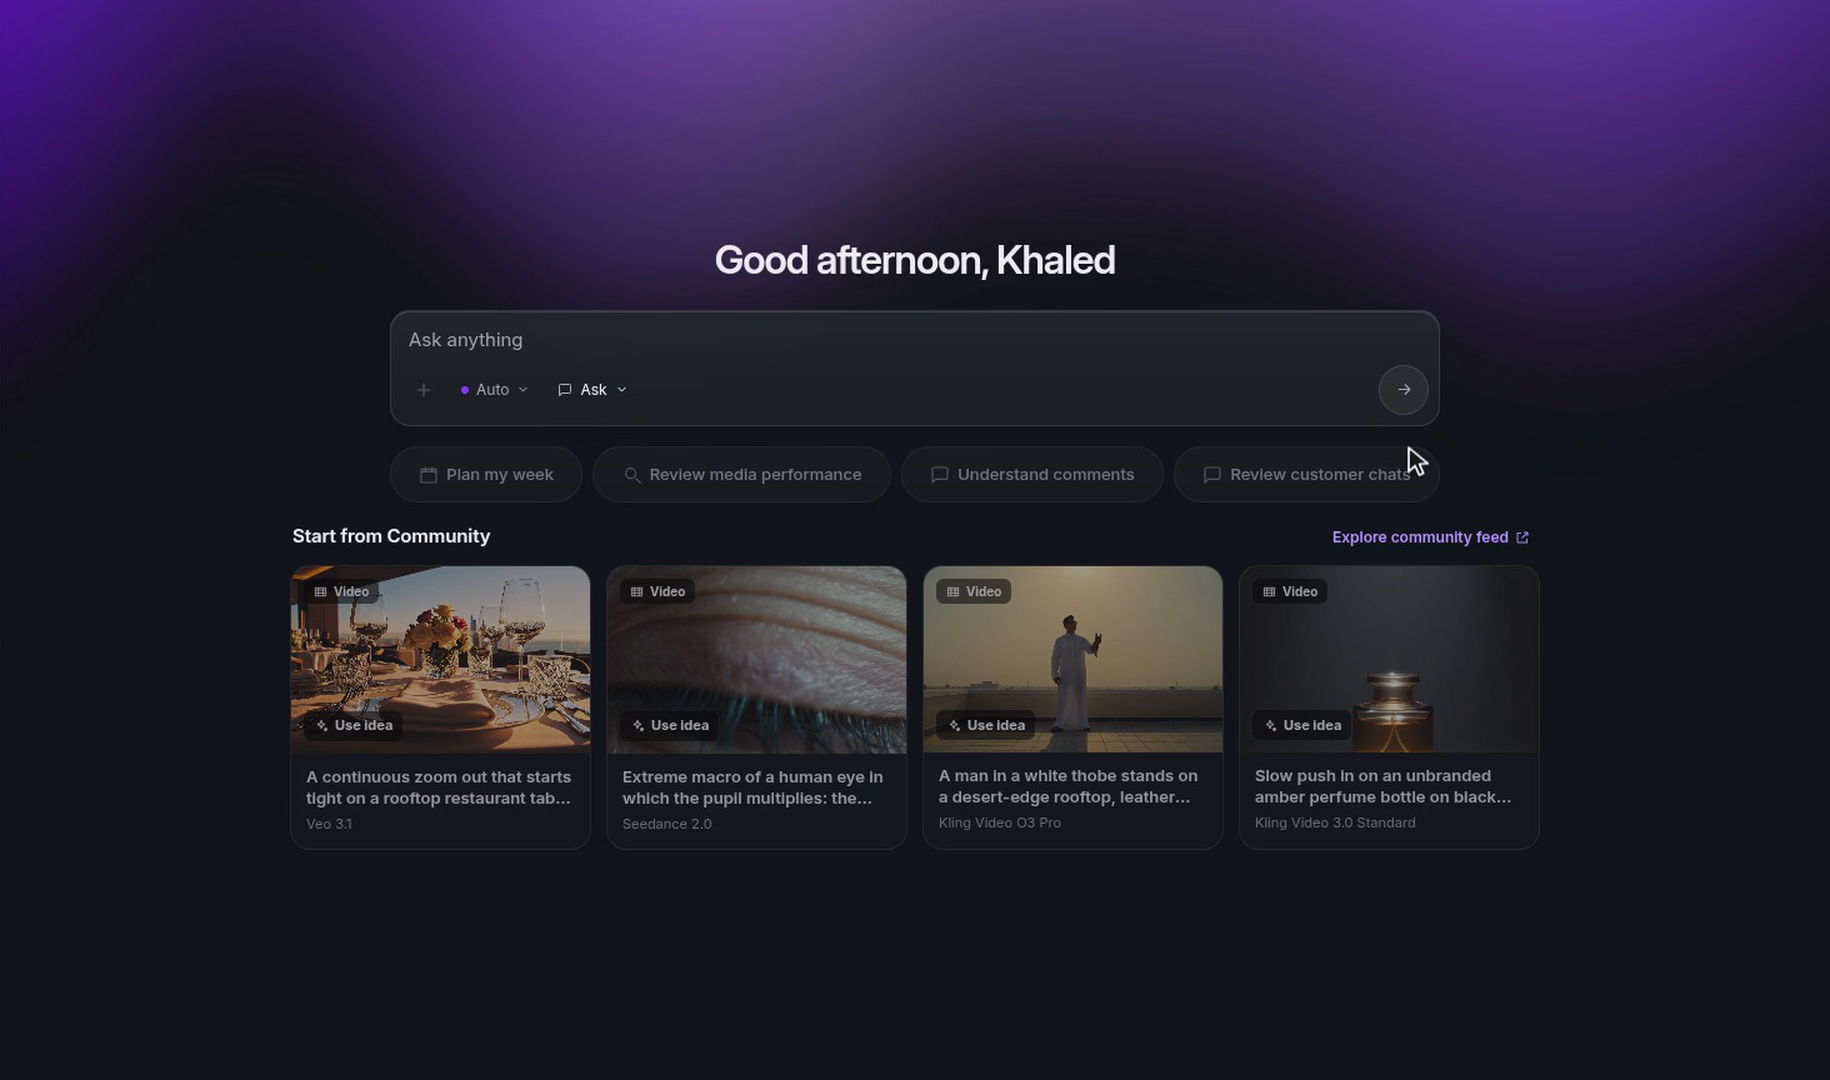 Good afternoon, Khaled
Ask anything
Auto
Ask
Plan my week
Review media performance
Understand comments
Review customer chats
Start from Community
Explore community feed
Video
Use idea
A continuous zoom out that starts
tight on a rooftop restaurant tab...
Veo 3.1
Video
Use idea
Extreme macro of a human eye in
which the pupil multiplies: the...
Seedance 2.0
Video
Use idea
A man in a white thobe stands on
a desert-edge rooftop, leather...
Kling Video O3 Pro
Video
Use idea
Slow push in on an unbranded
amber perfume bottle on black...
Kling Video 3.0 Standard